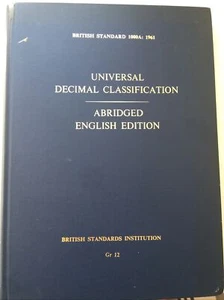 BRITISH STANDARD 1000A: 1961
UNIVERSAL
DECIMAL CLASSIFICATION
ABRIDGED
ENGLISH EDITION
BRITISH STANDARDS INSTITUTION
Gr 12